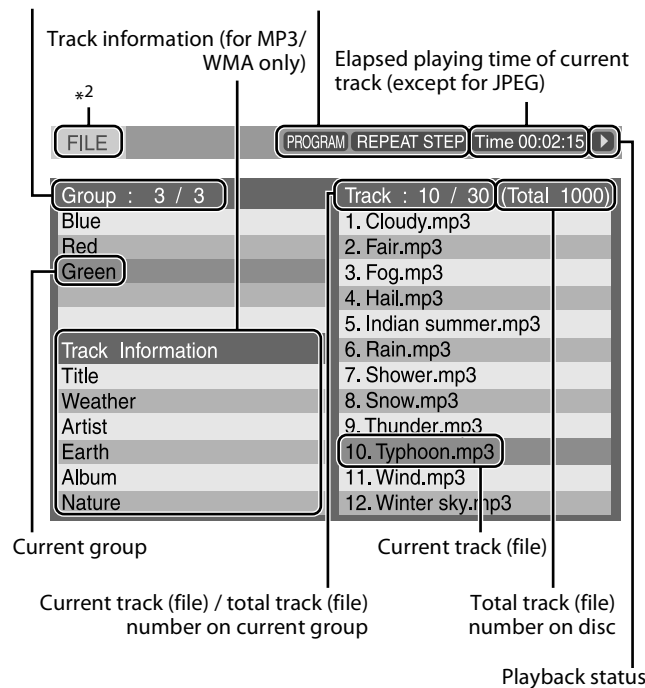 Track information (for MP3/
WMA only)
Elapsed playing time of current
track (except for JPEG)
*2
FILE
PROGRAM REPEAT STEP Time 00:02:15
Group : 3 / 3
Track : 10 / 30 (Total 1000)
Blue
Red
Green
Track Information
Title
Weather
Artist
Earth
Album
Nature
1. Cloudy.mp3
2. Fair.mp3
3. Fog.mp3
4. Hail.mp3
5. Indian summer.mp3
6. Rain.mp3
7. Shower.mp3
8. Snow.mp3
9. Thunder.mp3
10. Typhoon.mp3
11. Wind.mp3
12. Winter sky.mp3
Current group
Current track (file)
Current track (file) / total track (file)
number on current group
Total track (file)
number on disc
Playback status